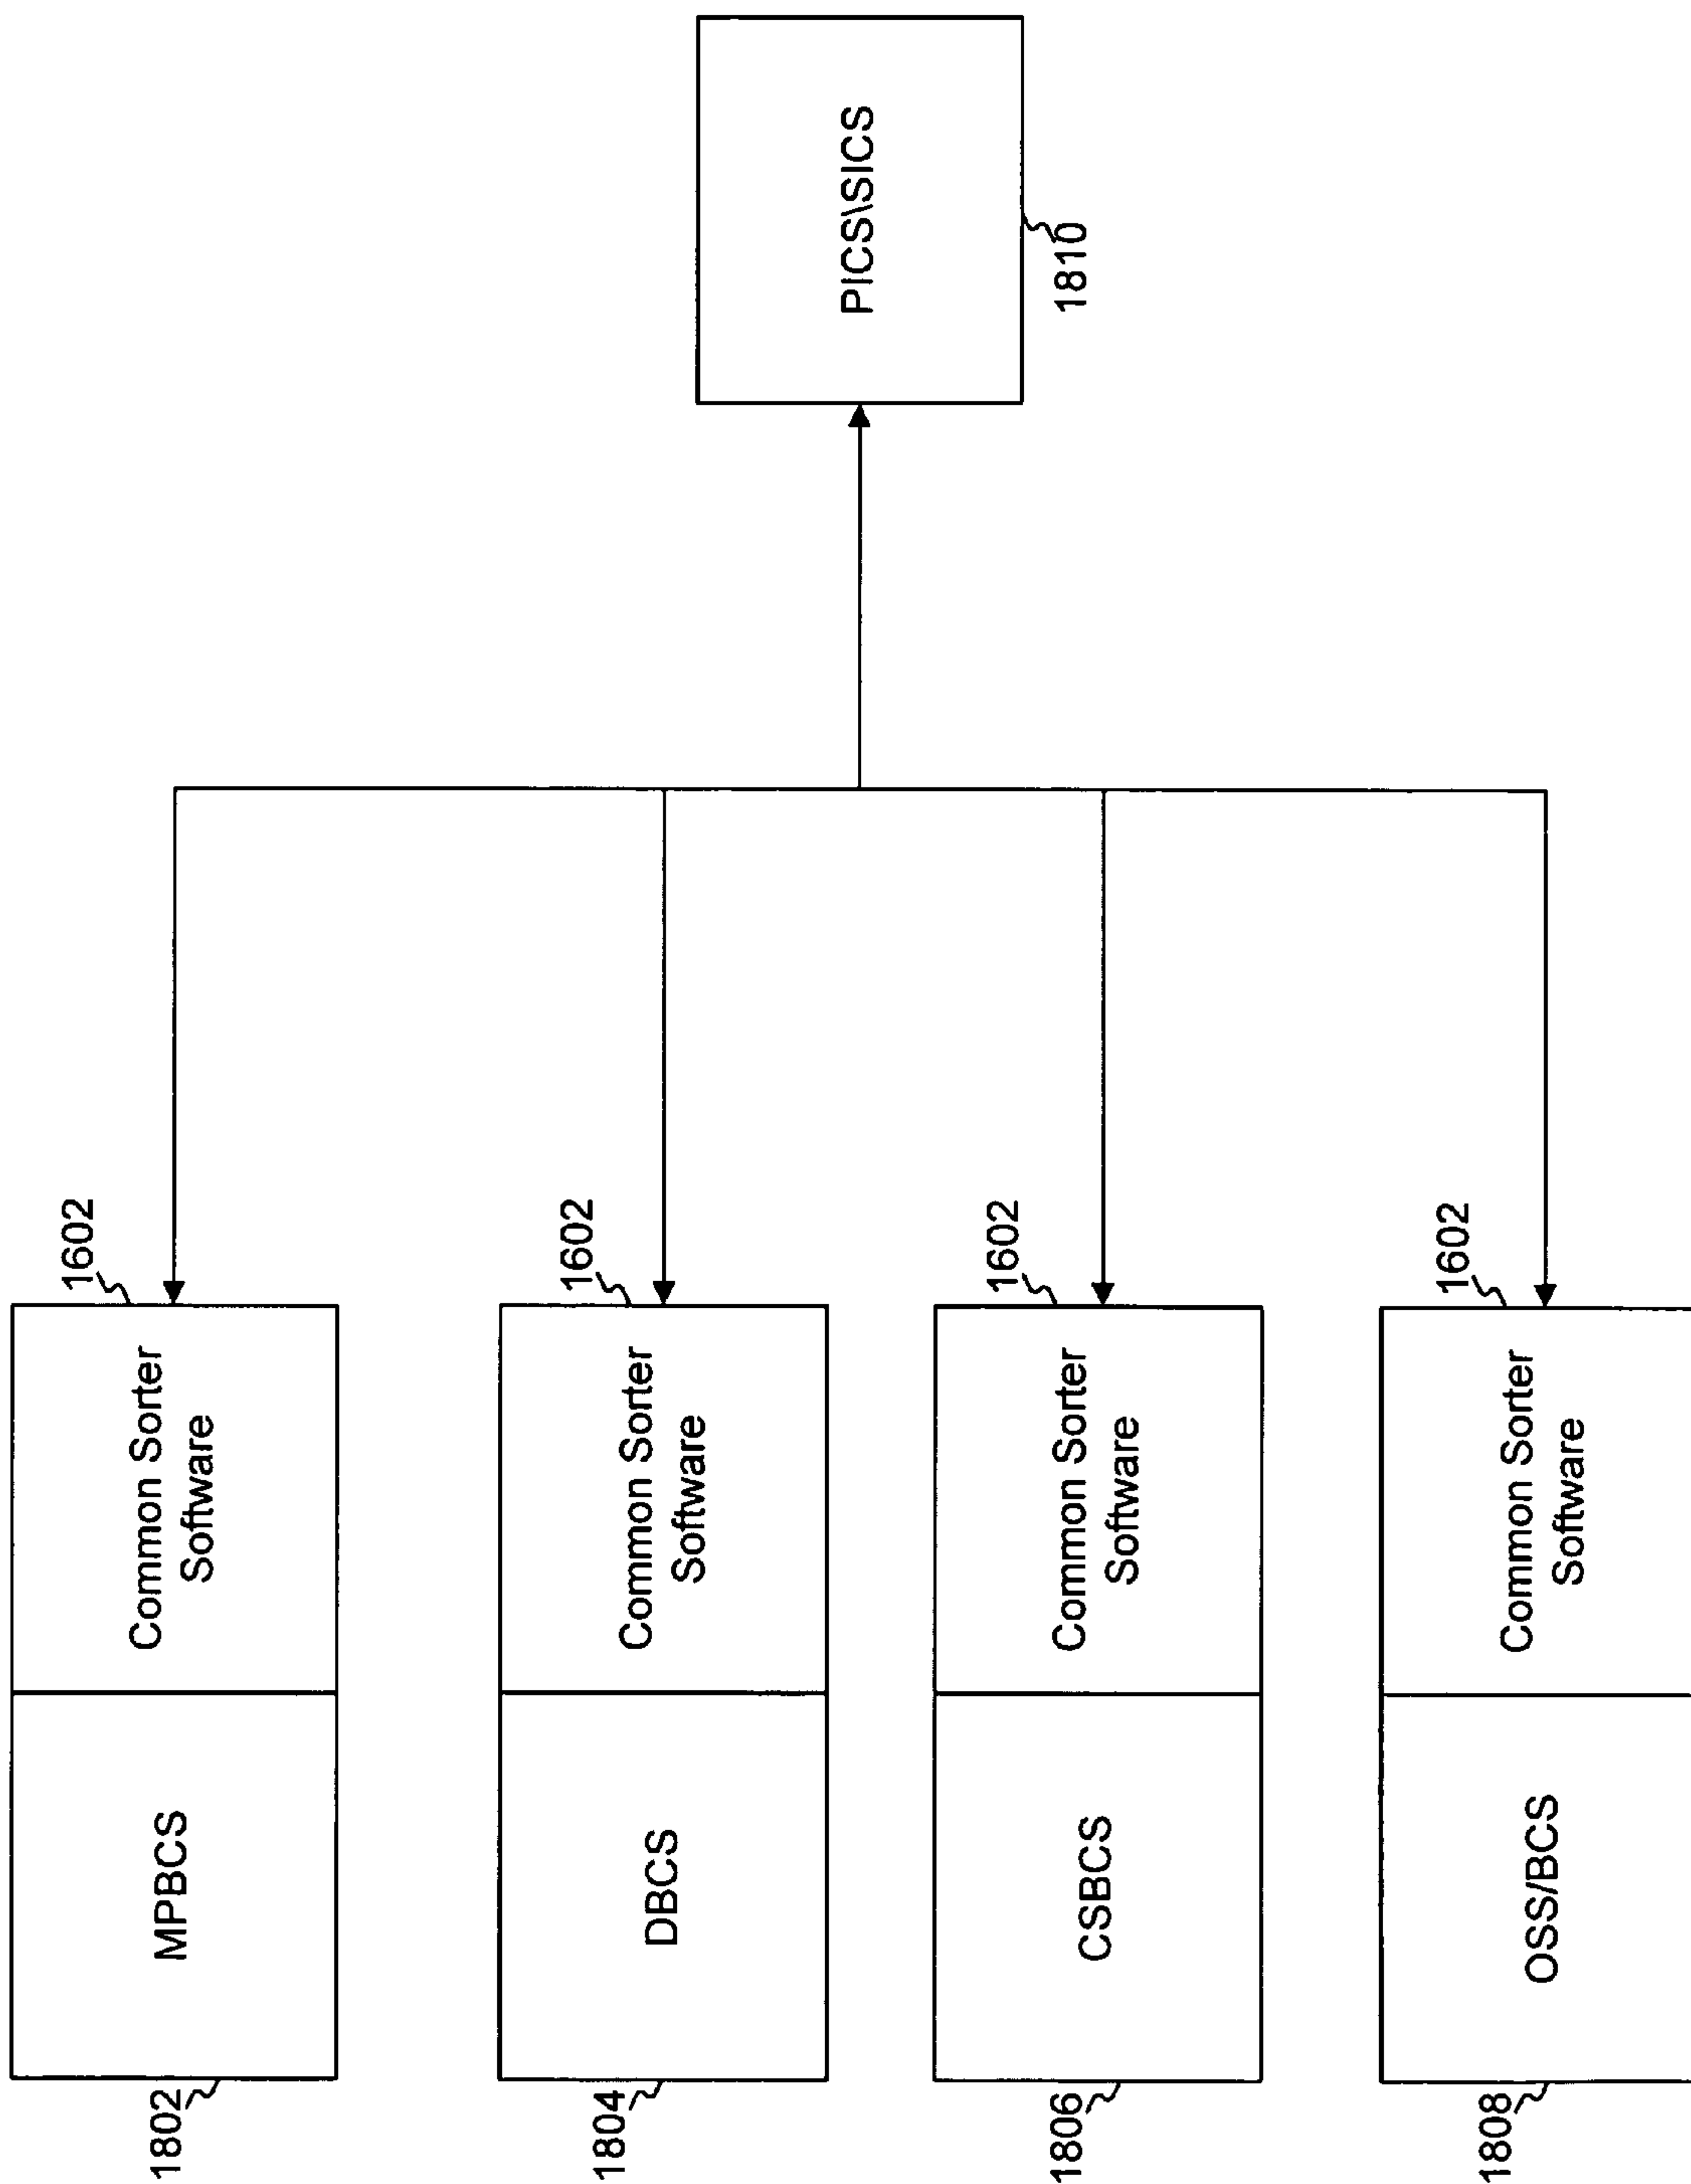 1802
MPBCS
Common Sorter
Software
1602
1804
DBCS
Common Sorter
Software
1602
1806
CSBCS
Common Sorter
Software
1602
1808
OSS/BCS
Common Sorter
Software
1602
PICS\SICS
1810